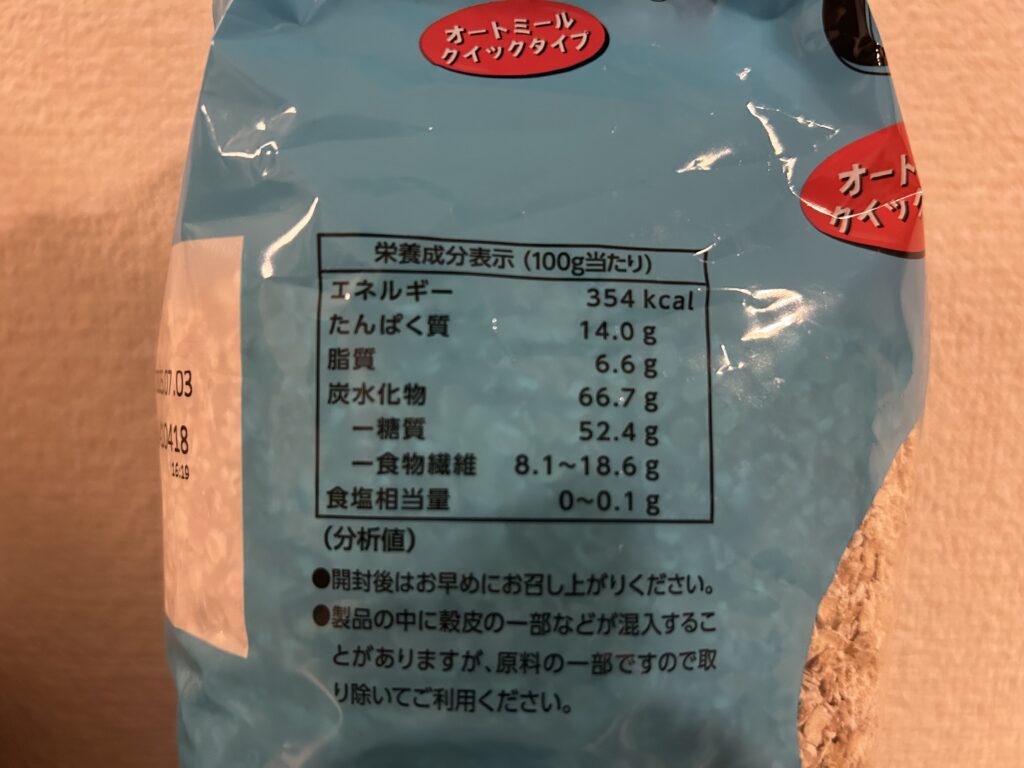 オートミール
クイックタイプ
オート
クイック
栄養成分表示 (100g当たり)
エネルギー 354 kcal
たんぱく質 14.0 g
脂質 6.6 g
炭水化物 66.7 g
ー糖質 52.4 g
ー食物繊維 8.1〜18.6 g
食塩相当量 0〜0.1 g
(分析値)
●開封後はお早めにお召し上がりください。
●製品の中に穀皮の一部などが混入するこ
とがありますが、原料の一部ですので取
り除いてご利用ください。
.07.03
0418
16:19